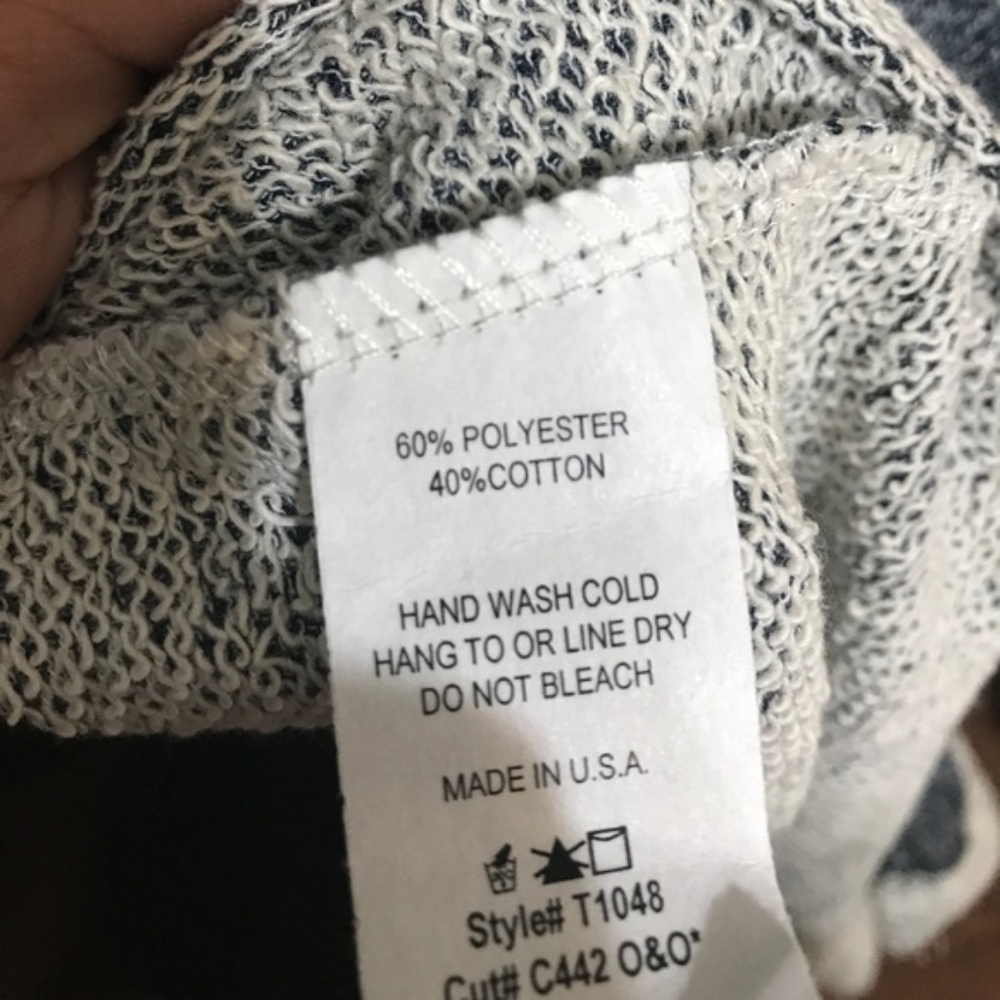 60% POLYESTER
40%COTTON
HAND WASH COLD
HANG TO OR LINE DRY
DO NOT BLEACH
MADE IN U.S.A.
Style# T1048
Cut# C442 O&O*